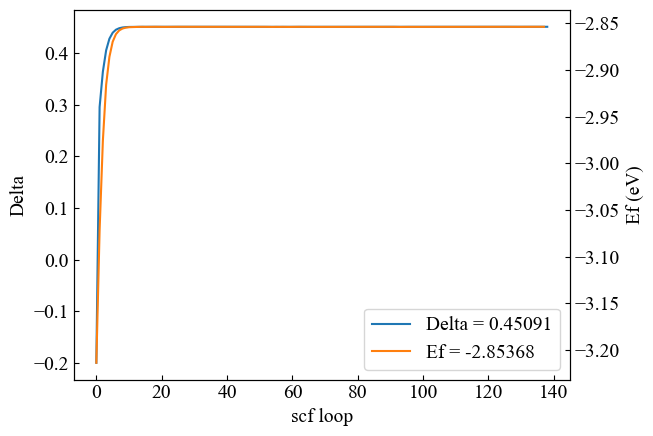 0.4
0.3
0.2
0.1
0.0
−0.1
−0.2
Delta
−2.85
−2.90
−2.95
−3.00
−3.05
−3.10
−3.15
−3.20
Ef (eV)
Delta = 0.45091
Ef = -2.85368
0 20 40 60 80 100 120 140
scf loop